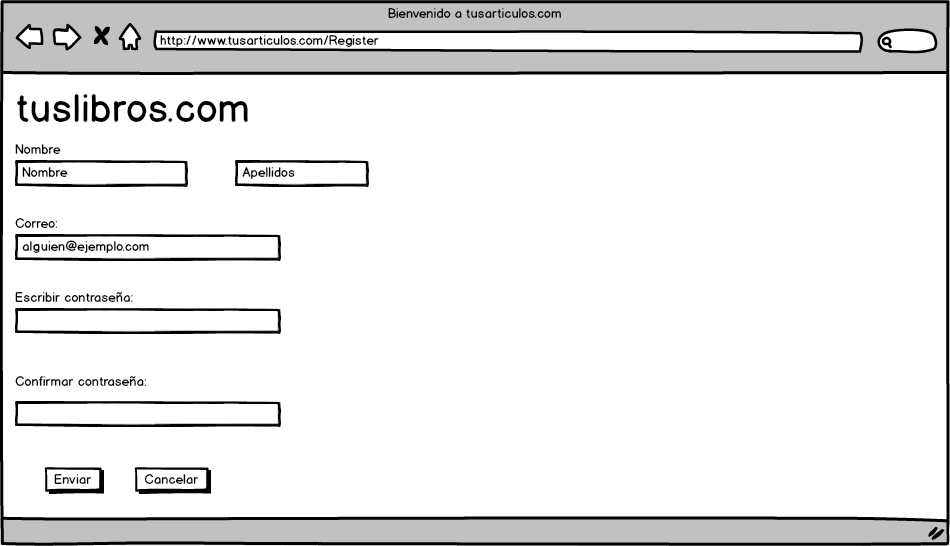 Bienvenido a tusarticulos.com
http://www.tusarticulos.com/Register
tuslibros.com
Nombre
Nombre Apellidos
Correo:
alguien@ejemplo.com
Escribir contraseña:
Confirmar contraseña:
Enviar Cancelar